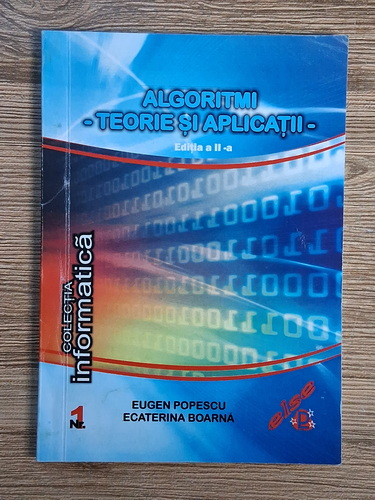 ALGORITMI
- TEORIE ȘI APLICAȚII -
Ediția a II -a
COLECȚIA
informatică
Nr. 1
EUGEN POPESCU
ECATERINA BOARNĂ
else